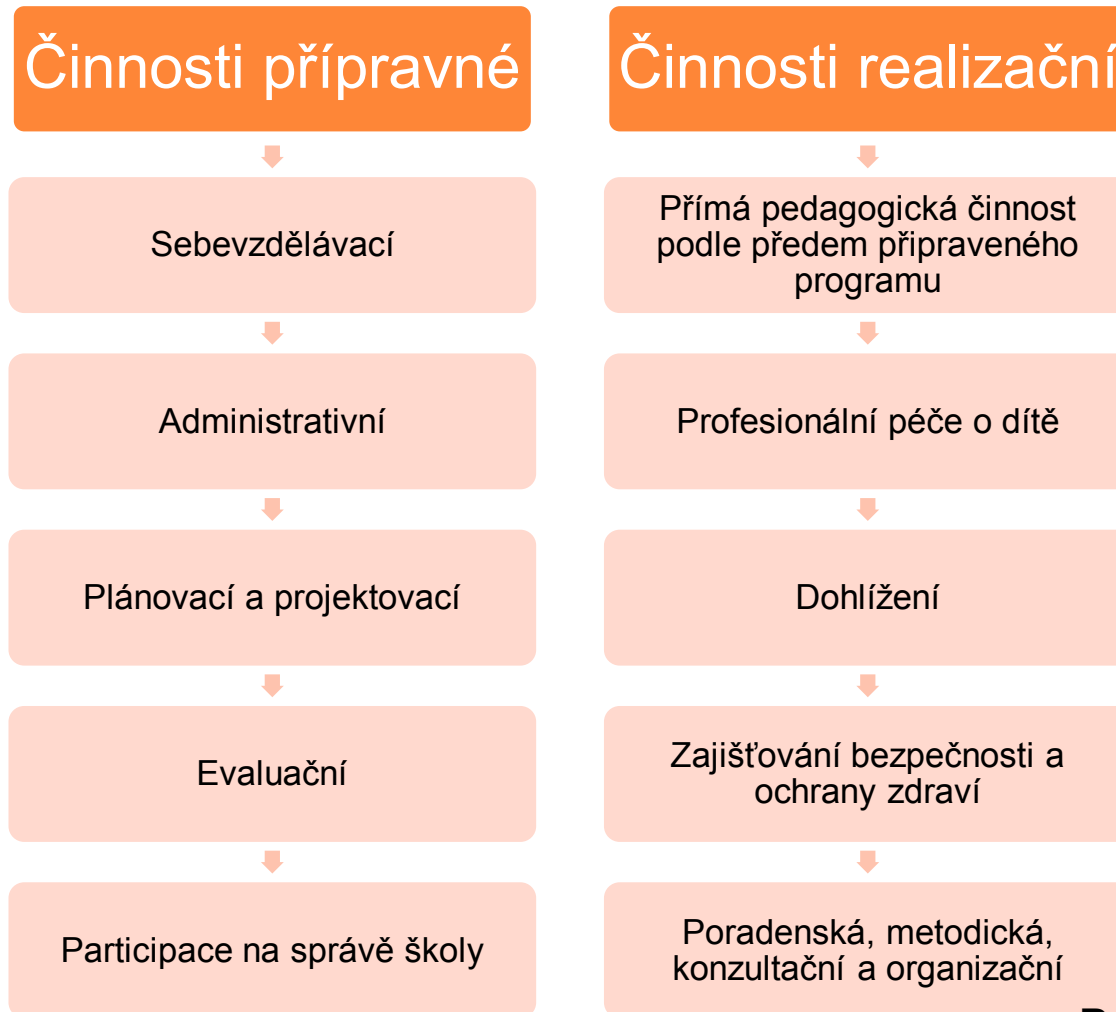 Činnosti přípravné
Sebevzdělávací
Administrativní
Plánovací a projektovací
Evaluační
Participace na správě školy
Činnosti realizační
Přímá pedagogická činnost
podle předem připraveného
programu
Profesionální péče o dítě
Dohlížení
Zajišťování bezpečnosti a
ochrany zdraví
Poradenská, metodická,
konzultační a organizační